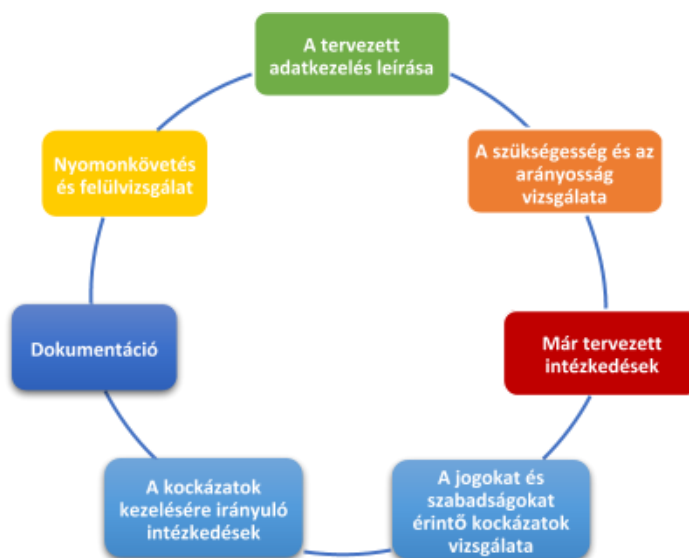 A tervezett
adatkezelés leírása
A szükségesség és az
arányosság
vizsgálata
Már tervezett
intézkedések
A jogokat és
szabadságokat
érintő kockázatok
vizsgálata
A kockázatok
kezelésére irányuló
intézkedések
Dokumentáció
Nyomonkövetés
és felülvizsgálat